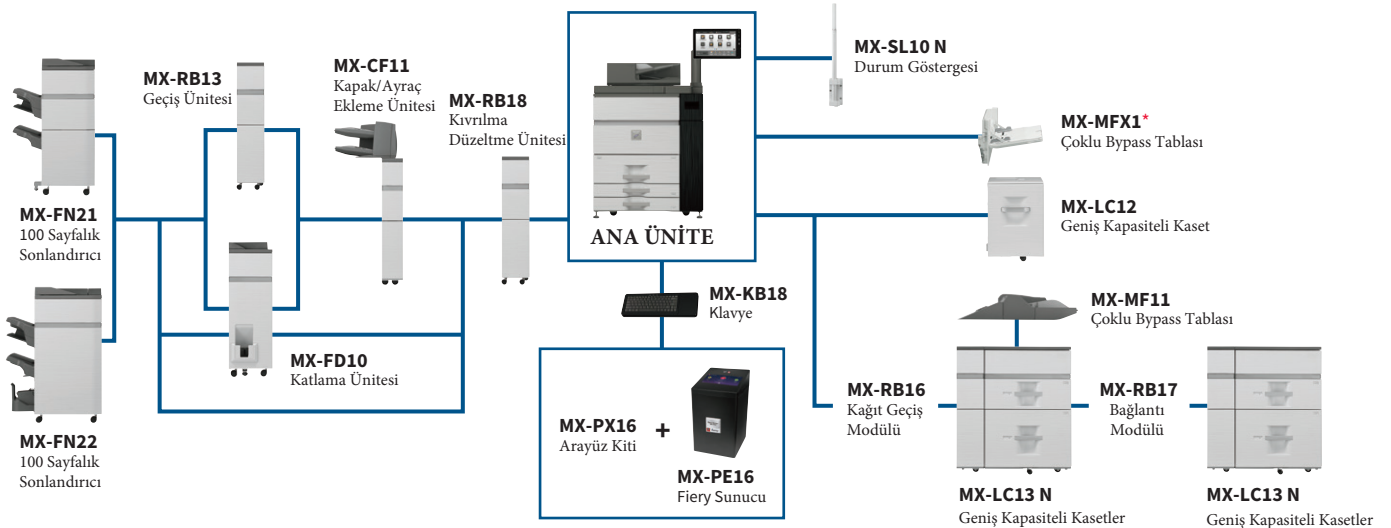 MX-FN21
100 Sayfalık
Sonlandırıcı
MX-FN22
100 Sayfalık
Sonlandırıcı
MX-RB13
Geçiş Ünitesi
MX-FD10
Katlama Ünitesi
MX-CF11
Kapak/Ayraç
Ekleme Ünitesi
MX-RB18
Kıvrılma
Düzeltme Ünitesi
ANA ÜNİTE
MX-KB18
Klavye
MX-PX16
Arayüz Kiti
+
MX-PE16
Fiery Sunucu
MX-SL10 N
Durum Göstergesi
MX-MFX1*
Çoklu Bypass Tablası
MX-LC12
Geniş Kapasiteli Kaset
MX-MF11
Çoklu Bypass Tablası
MX-RB16
Kağıt Geçiş
Modülü
MX-LC13 N
Geniş Kapasiteli Kasetler
MX-RB17
Bağlantı
Modülü
MX-LC13 N
Geniş Kapasiteli Kasetler